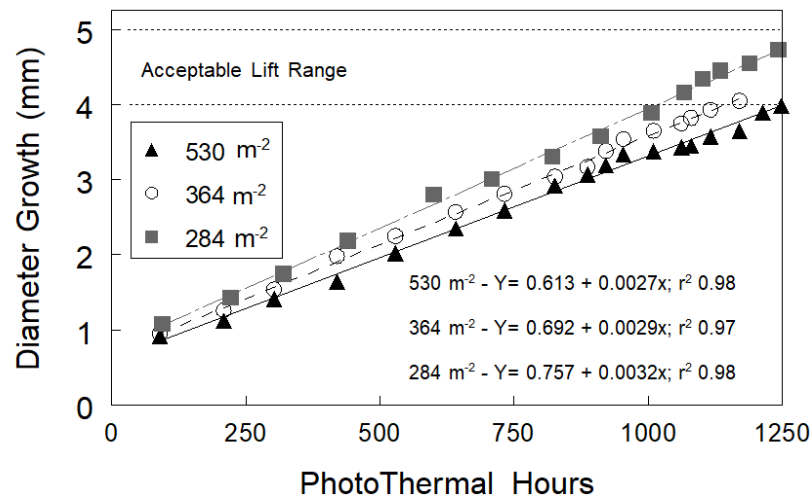 Diameter Growth (mm)
5
Acceptable Lift Range
4
530 m⁻²
364 m⁻²
284 m⁻²
3
2
530 m⁻² - Y= 0.613 + 0.0027x; r² 0.98
364 m⁻² - Y= 0.692 + 0.0029x; r² 0.97
284 m⁻² - Y= 0.757 + 0.0032x; r² 0.98
1
0
0 250 500 750 1000 1250
PhotoThermal Hours